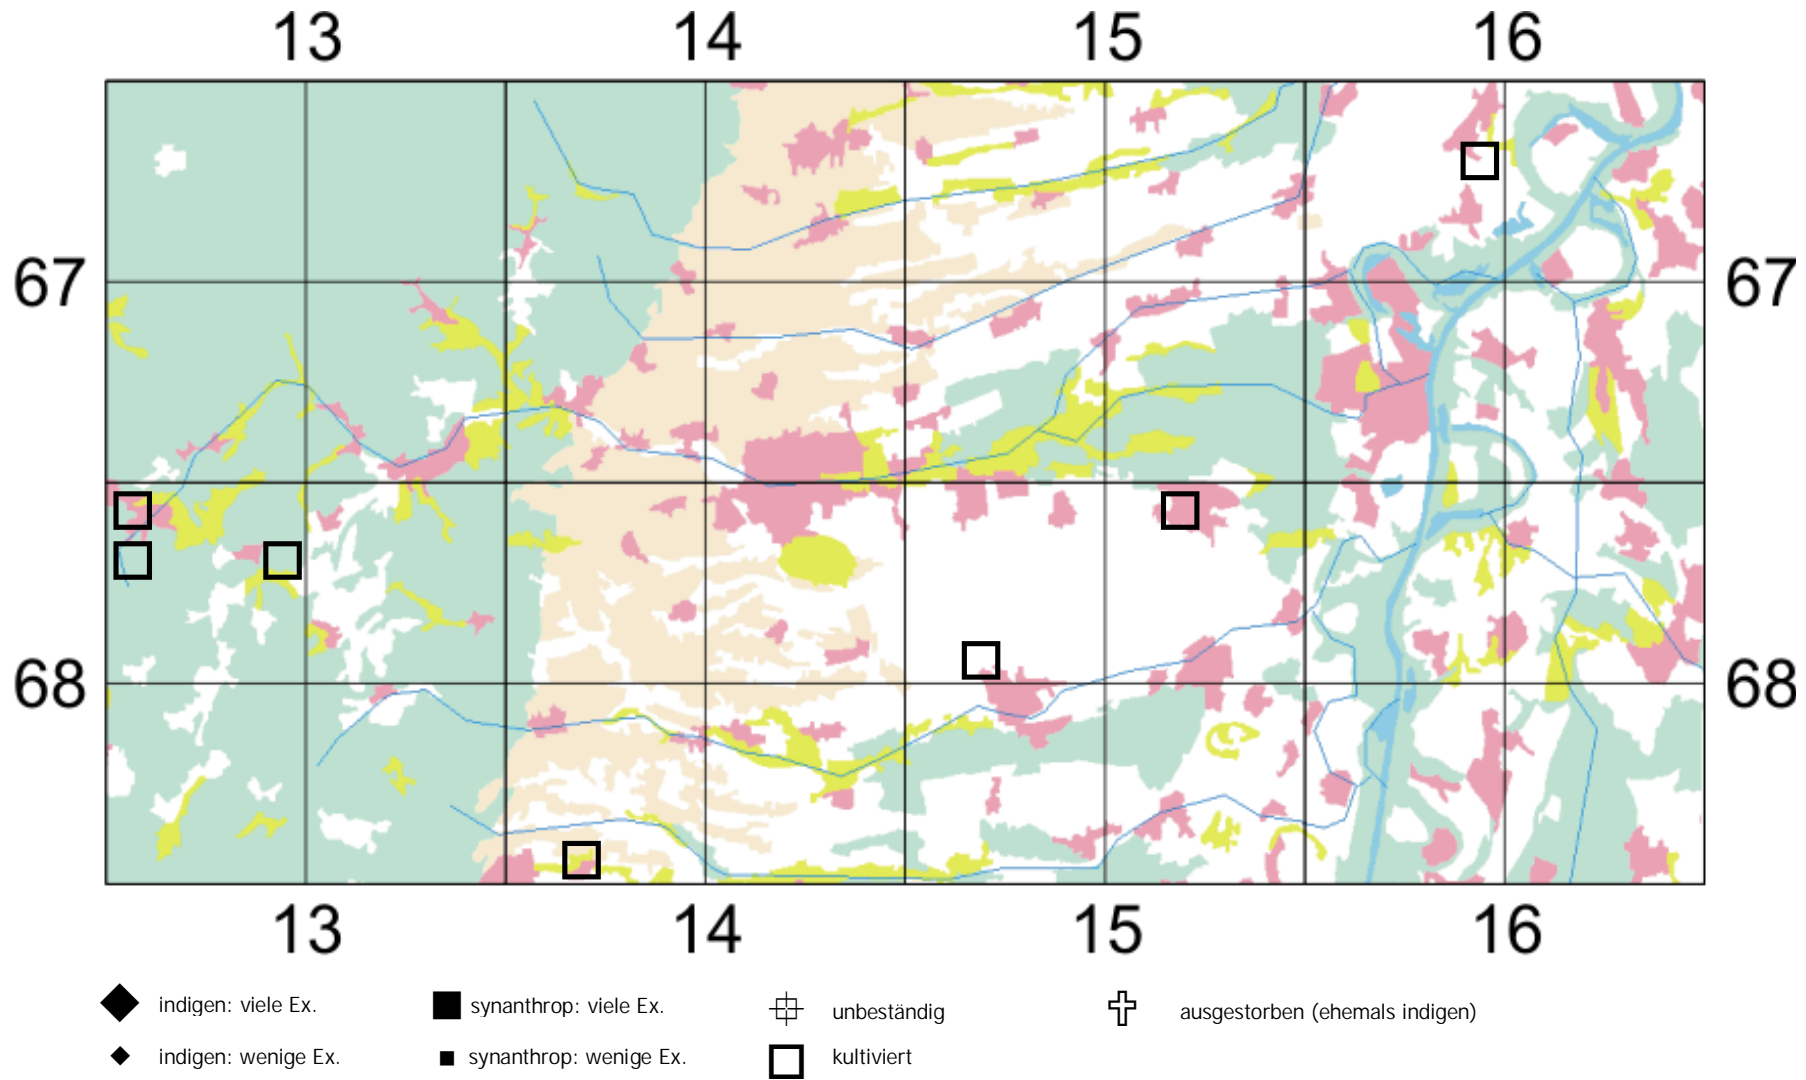 13 14 15 16
67 67
68 68
13 14 15 16
indigen: viele Ex. synanthrop: viele Ex. unbeständig ausgestorben (ehemals indigen)
indigen: wenige Ex. synanthrop: wenige Ex. kultiviert